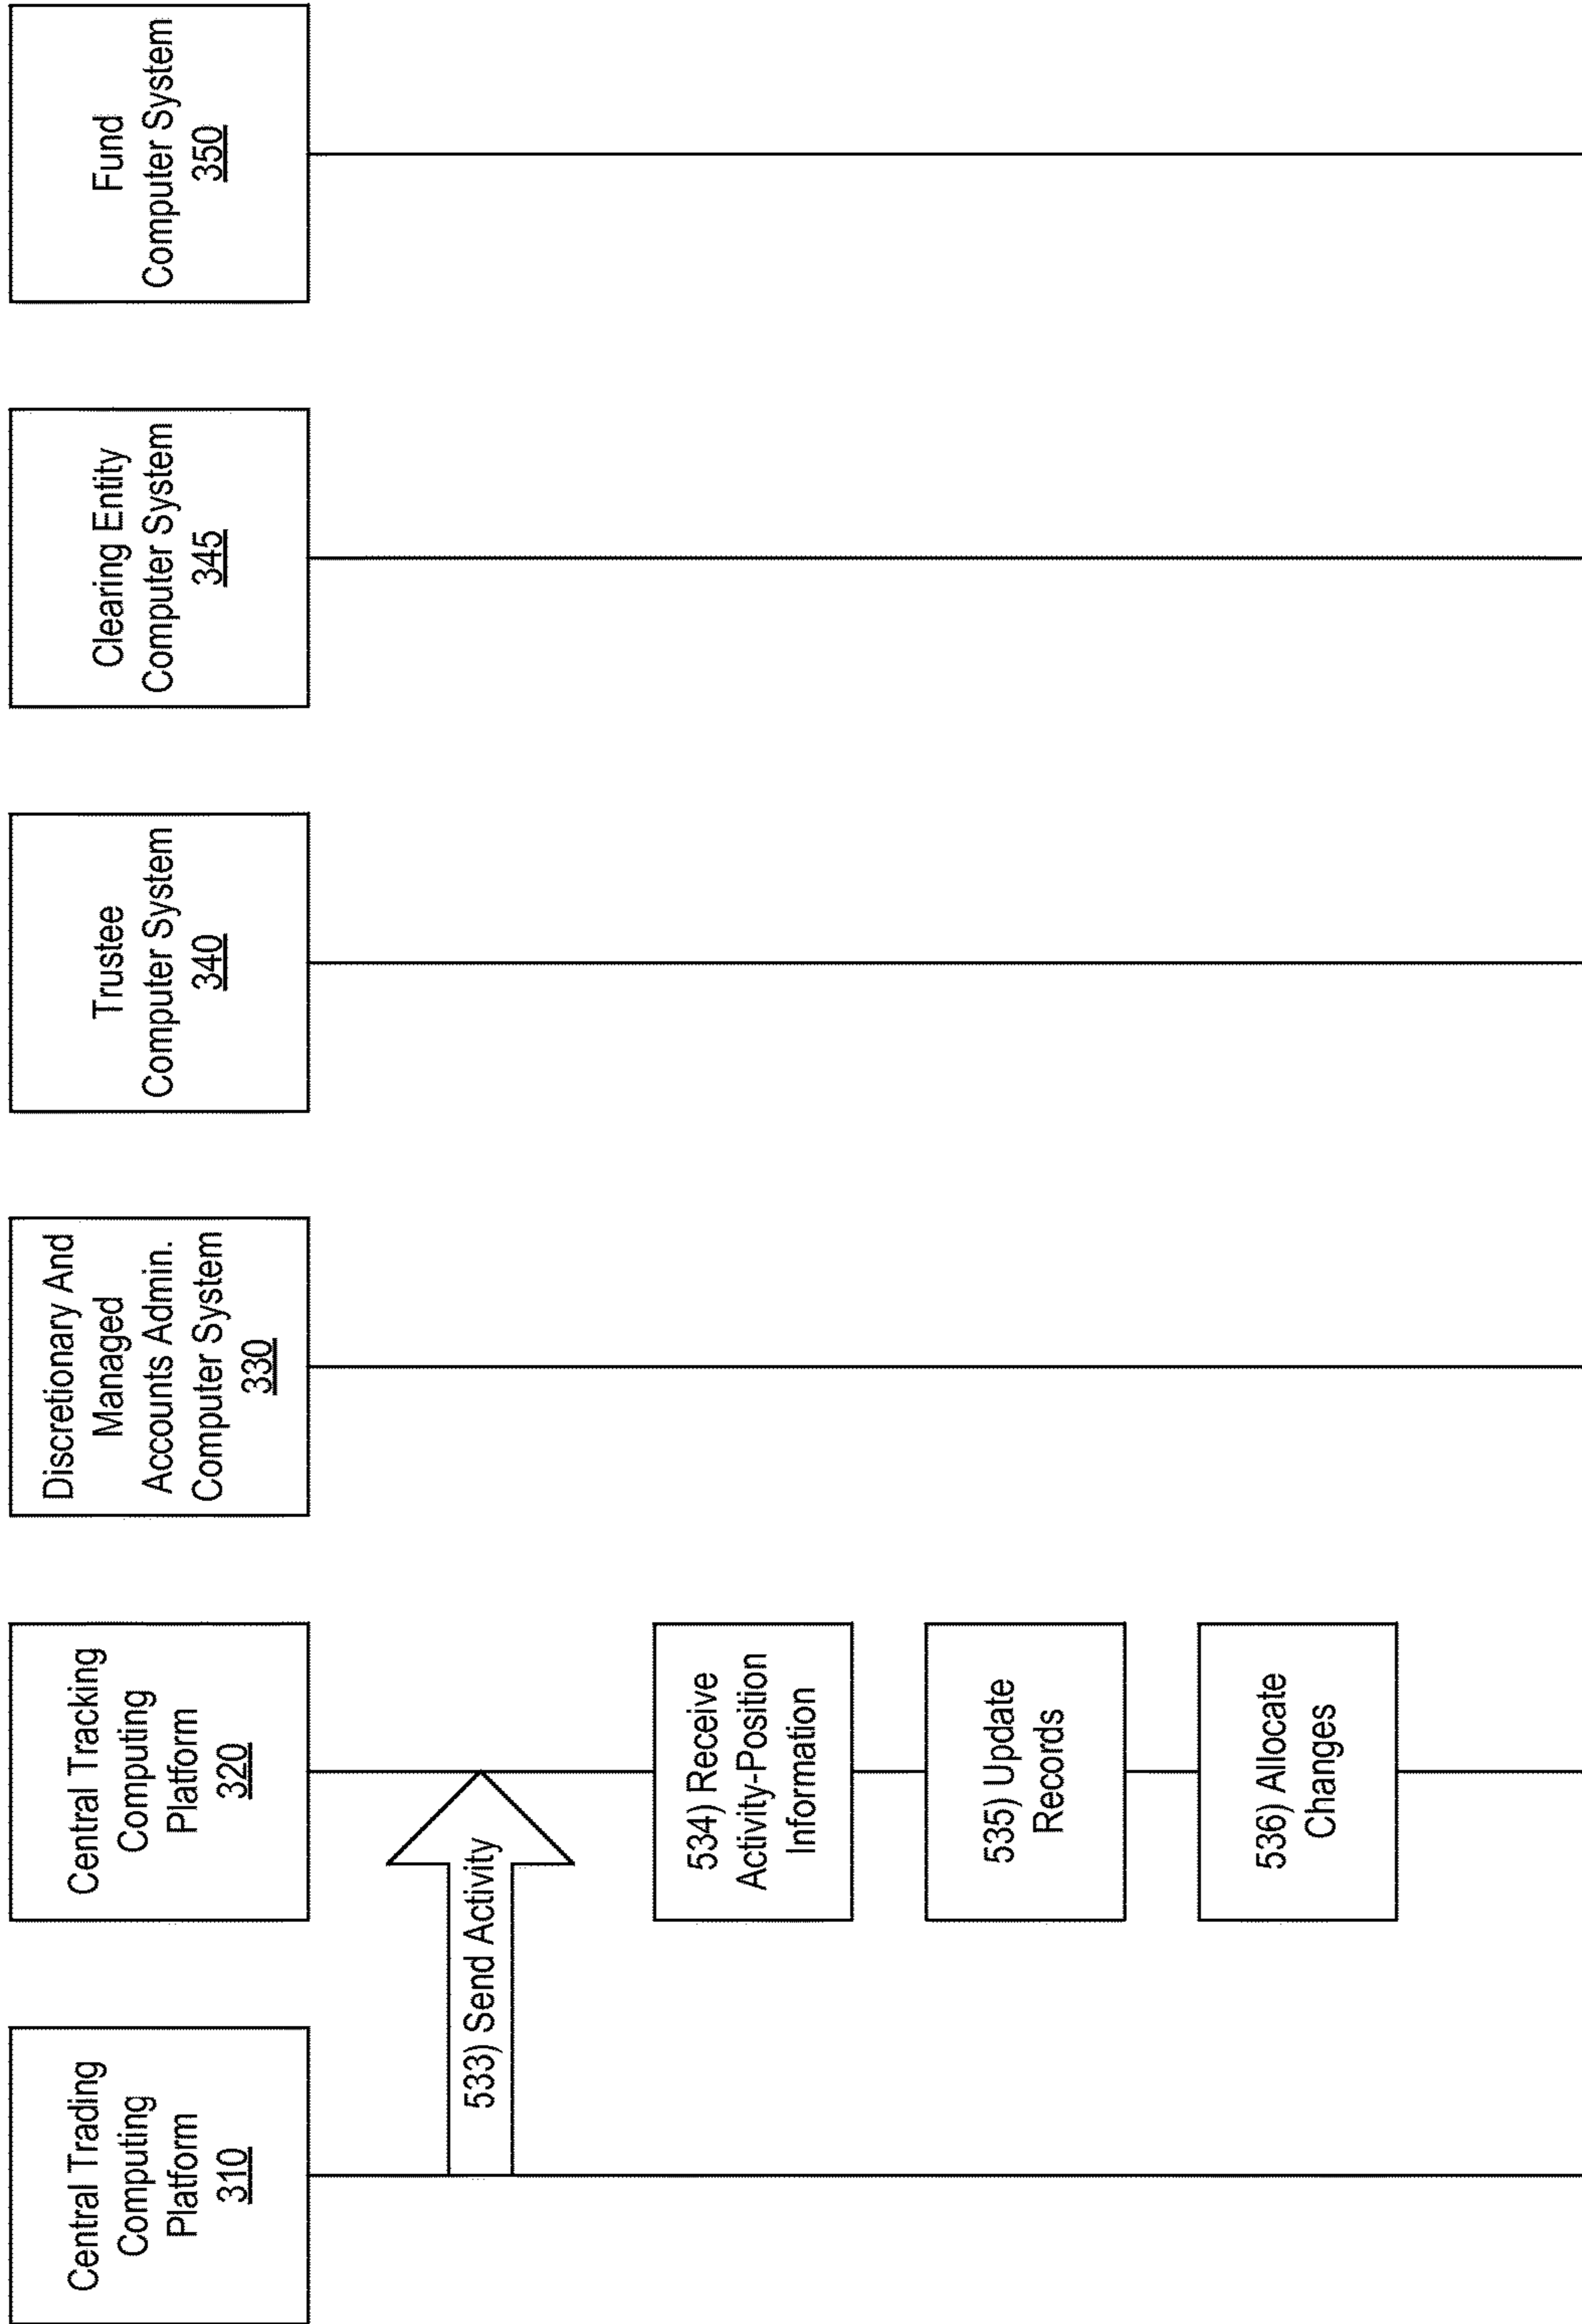 Central Trading
Computing
Platform
310
Central Tracking
Computing
Platform
320
Discretionary And
Managed
Accounts Admin.
Computer System
330
Trustee
Computer System
340
Clearing Entity
Computer System
345
Fund
Computer System
350
533) Send Activity
534) Receive
Activity-Position
Information
535) Update
Records
536) Allocate
Changes